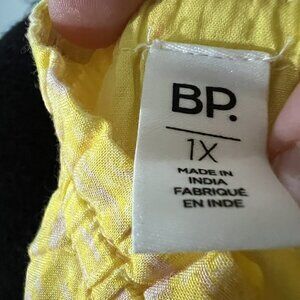 BP.
1X
MADE IN
INDIA
FABRIQUÉ
EN INDE